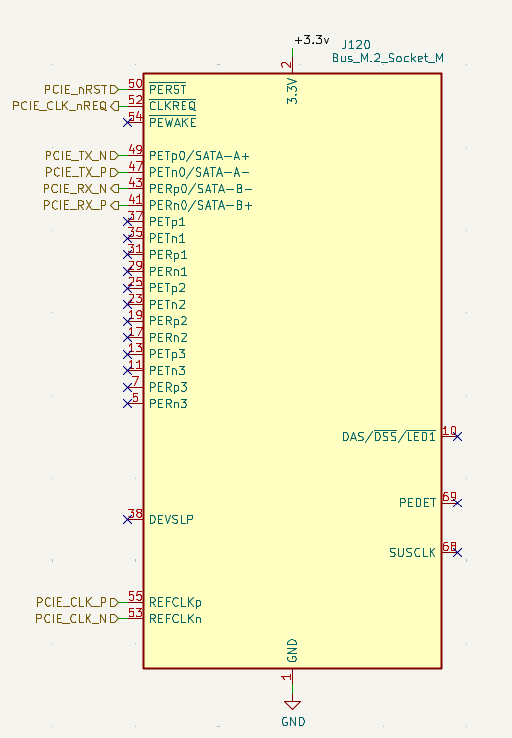 +3.3v
J120
Bus_M.2_Socket_M
2
3.3V
PCIE_nRST 50 PERST
PCIE_CLK_nREQ 52 CLKREQ
54 PEWAKE
PCIE_TX_N 49 PETp0/SATA-A+
PCIE_TX_P 47 PETn0/SATA-A-
PCIE_RX_N 43 PERp0/SATA-B-
PCIE_RX_P 41 PERn0/SATA-B+
37 PETp1
35 PETn1
31 PERp1
29 PERn1
25 PETp2
23 PETn2
19 PERp2
17 PERn2
13 PETp3
11 PETn3
7 PERp3
5 PERn3
DAS/DSS/LED1 10
PEDET 69
38 DEVSLP
SUSCLK 68
PCIE_CLK_P 55 REFCLKp
PCIE_CLK_N 53 REFCLKn
GND
1
GND